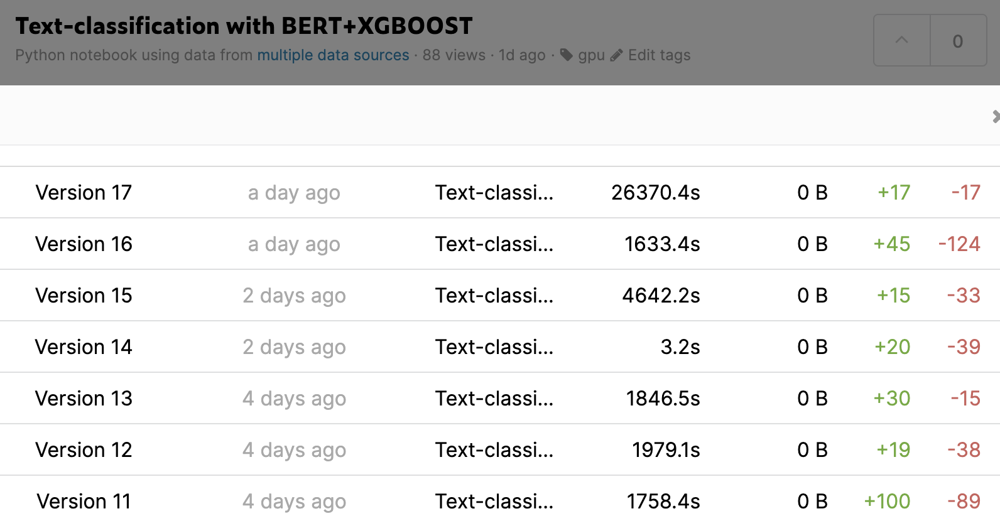 Text-classification with BERT+XGBOOST
0
Python notebook using data from multiple data sources · 88 views · 1d ago · gpu Edit tags
Version 17 a day ago Text-classi... 26370.4s 0 B +17 -17
Version 16 a day ago Text-classi... 1633.4s 0 B +45 -124
Version 15 2 days ago Text-classi... 4642.2s 0 B +15 -33
Version 14 2 days ago Text-classi... 3.2s 0 B +20 -39
Version 13 4 days ago Text-classi... 1846.5s 0 B +30 -15
Version 12 4 days ago Text-classi... 1979.1s 0 B +19 -38
Version 11 4 days ago Text-classi... 1758.4s 0 B +100 -89